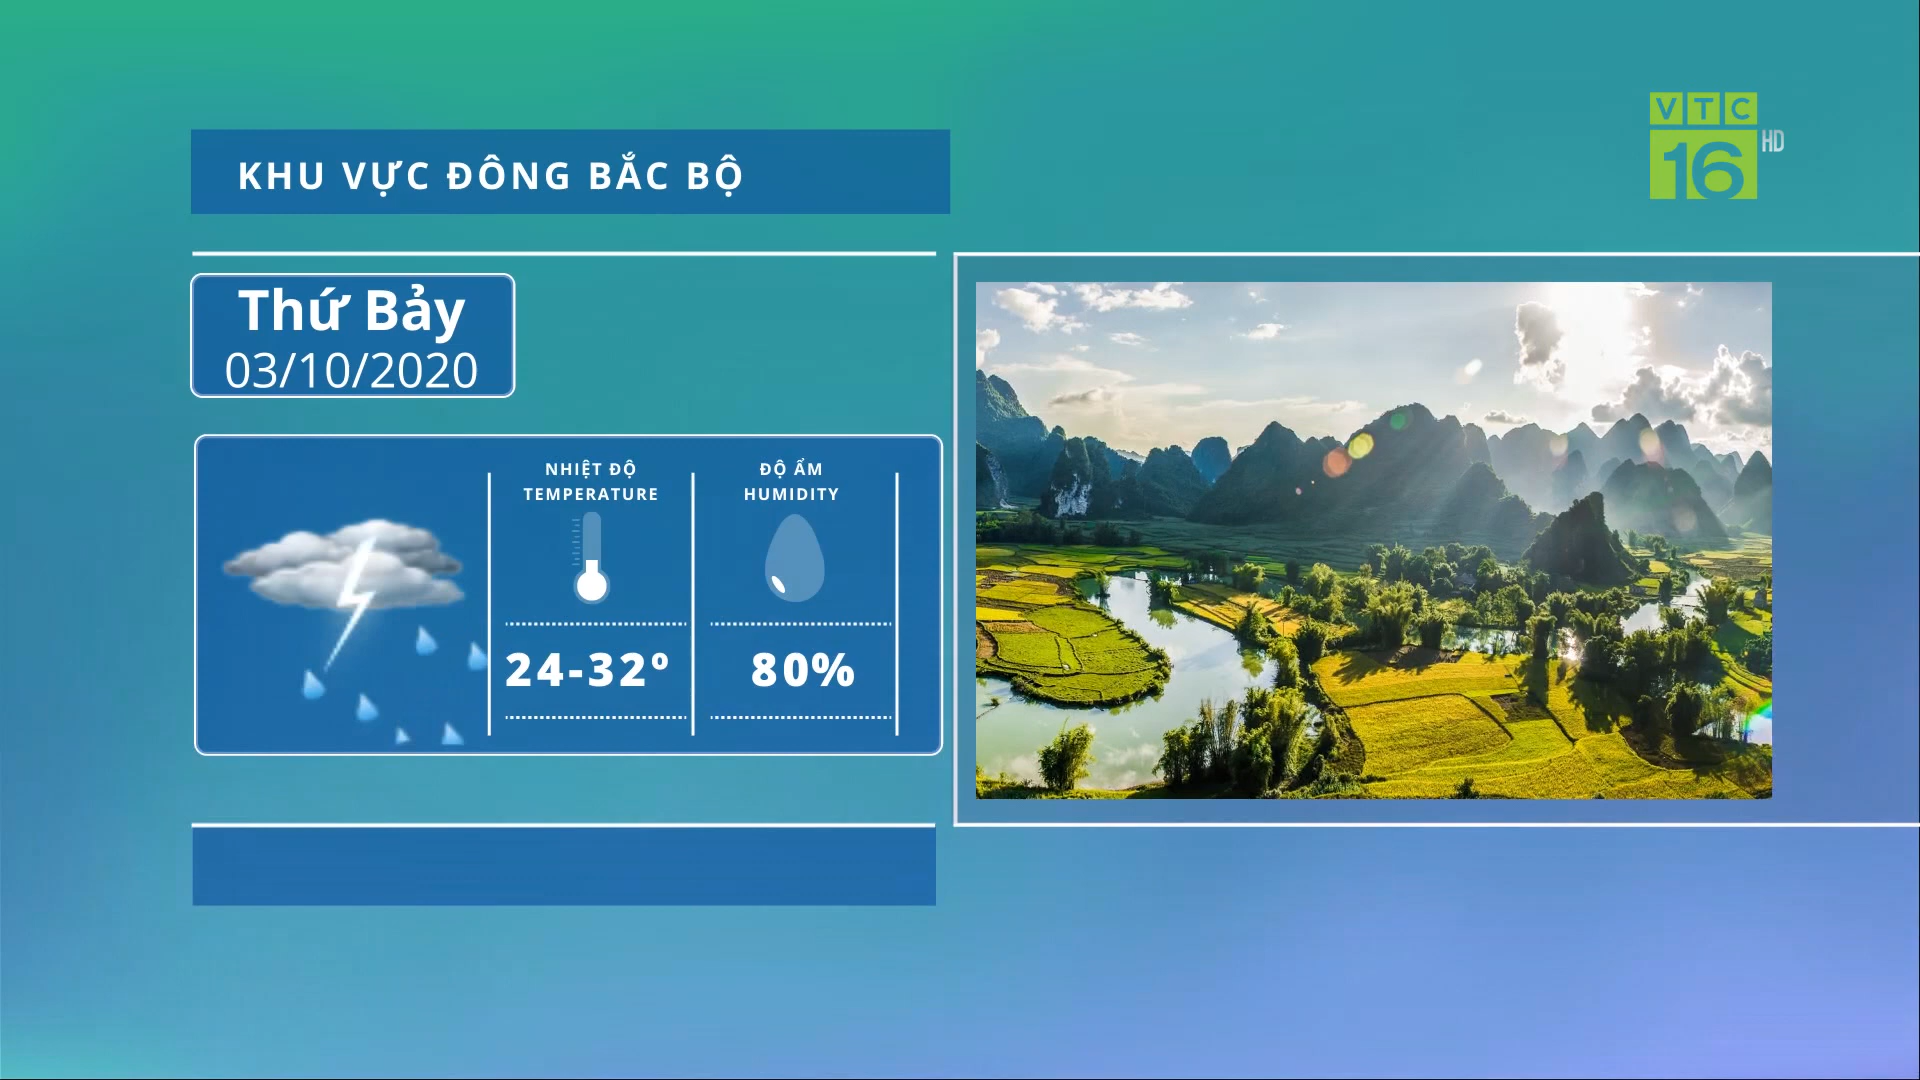 VTC
16 HD
KHU VỰC ĐÔNG BẮC BỘ
Thứ Bảy
03/10/2020
NHIỆT ĐỘ
TEMPERATURE
24-32º
ĐỘ ẨM
HUMIDITY
80%